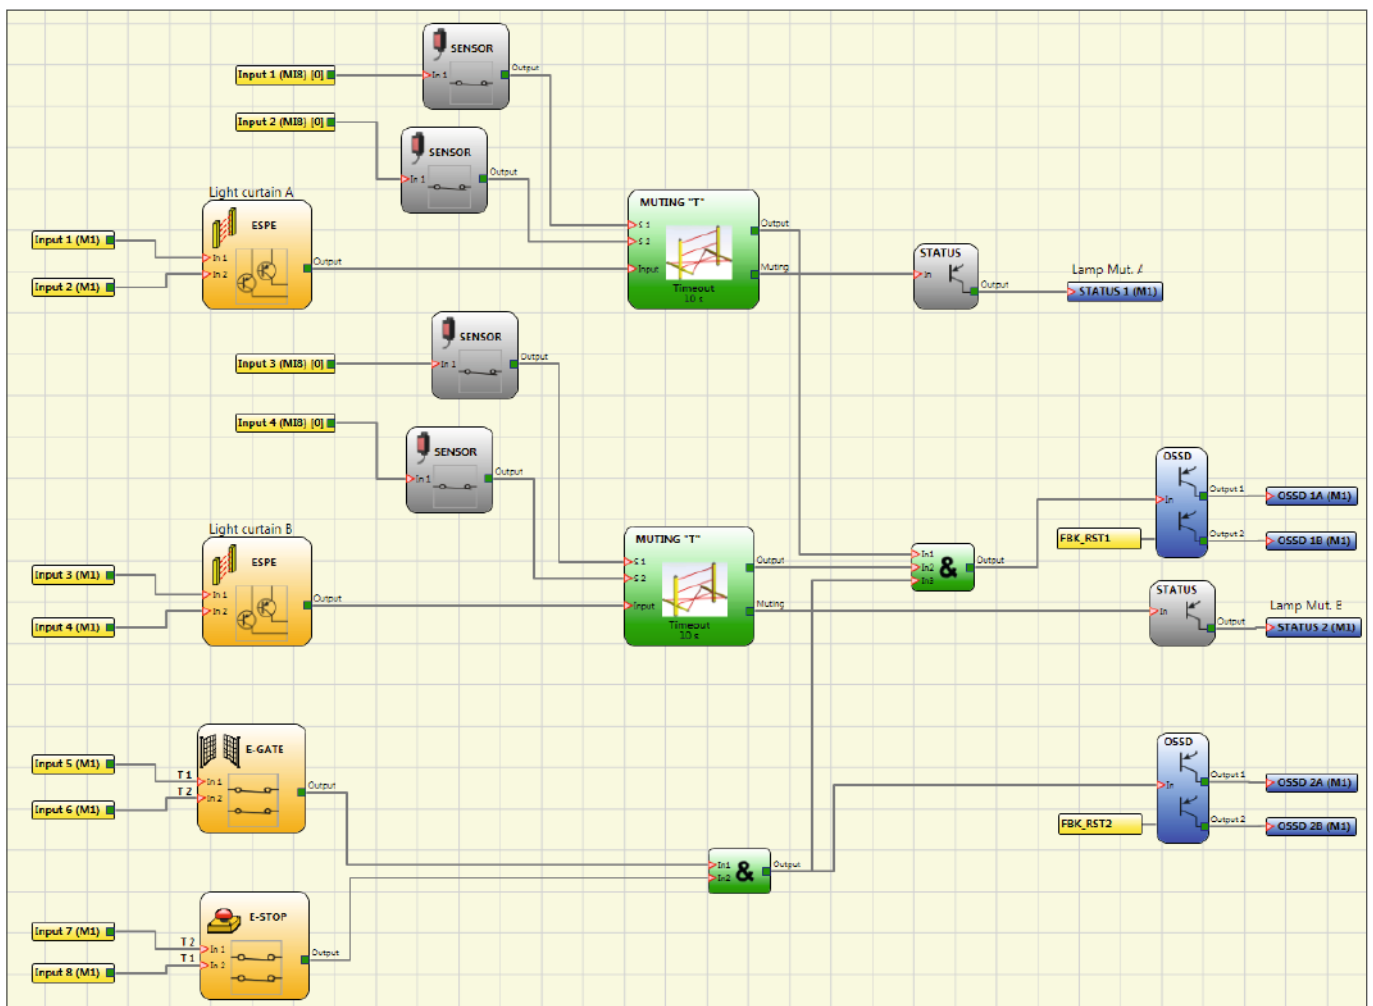 SENSOR
Input 1 (MI8) [0]
In 1
Output
Input 2 (MI8) [0]
SENSOR
In 1
Output
Light curtain A
ESPE
Input 1 (M1)
In 1
In 2
Output
Input 2 (M1)
MUTING "T"
S 1
S 2
Input
Output
Muting
Timeout
10 s
STATUS
In
Output
Lamp Mut. A
STATUS 1 (M1)
SENSOR
Input 3 (MI8) [0]
In 1
Output
Input 4 (MI8) [0]
SENSOR
In 1
Output
Light curtain B
ESPE
Input 3 (M1)
In 1
In 2
Output
Input 4 (M1)
MUTING "T"
S 1
S 2
Input
Output
Muting
Timeout
10 s
In1
In2
In3
&
Output
OSSD
In
Output 1
Output 2
OSSD 1A (M1)
FBK_RST1
OSSD 1B (M1)
STATUS
In
Output
Lamp Mut. B
STATUS 2 (M1)
E-GATE
Input 5 (M1)
T 1
In 1
T 2
In 2
Output
Input 6 (M1)
In1
In2
&
Output
OSSD
In
Output 1
Output 2
OSSD 2A (M1)
FBK_RST2
OSSD 2B (M1)
E-STOP
Input 7 (M1)
T 2
In 1
T 1
In 2
Output
Input 8 (M1)